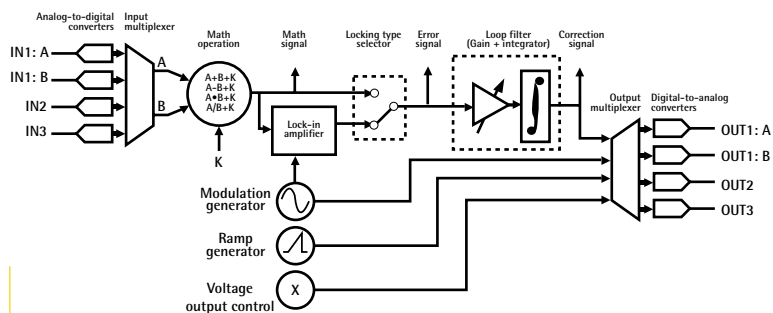 Analog-to-digital
converters
Input
multiplexer
Math
operation
Math
signal
Locking type
selector
Error
signal
Loop filter
(Gain + integrator)
Correction
signal
IN1: A
IN1: B
IN2
IN3
A
B
A+B+K
A-B+K
A•B+K
A/B+K
K
Lock-in
amplifier
Output
multiplexer
Digital-to-analog
converters
OUT1: A
OUT1: B
OUT2
OUT3
Modulation
generator
Ramp
generator
Voltage
output control
X